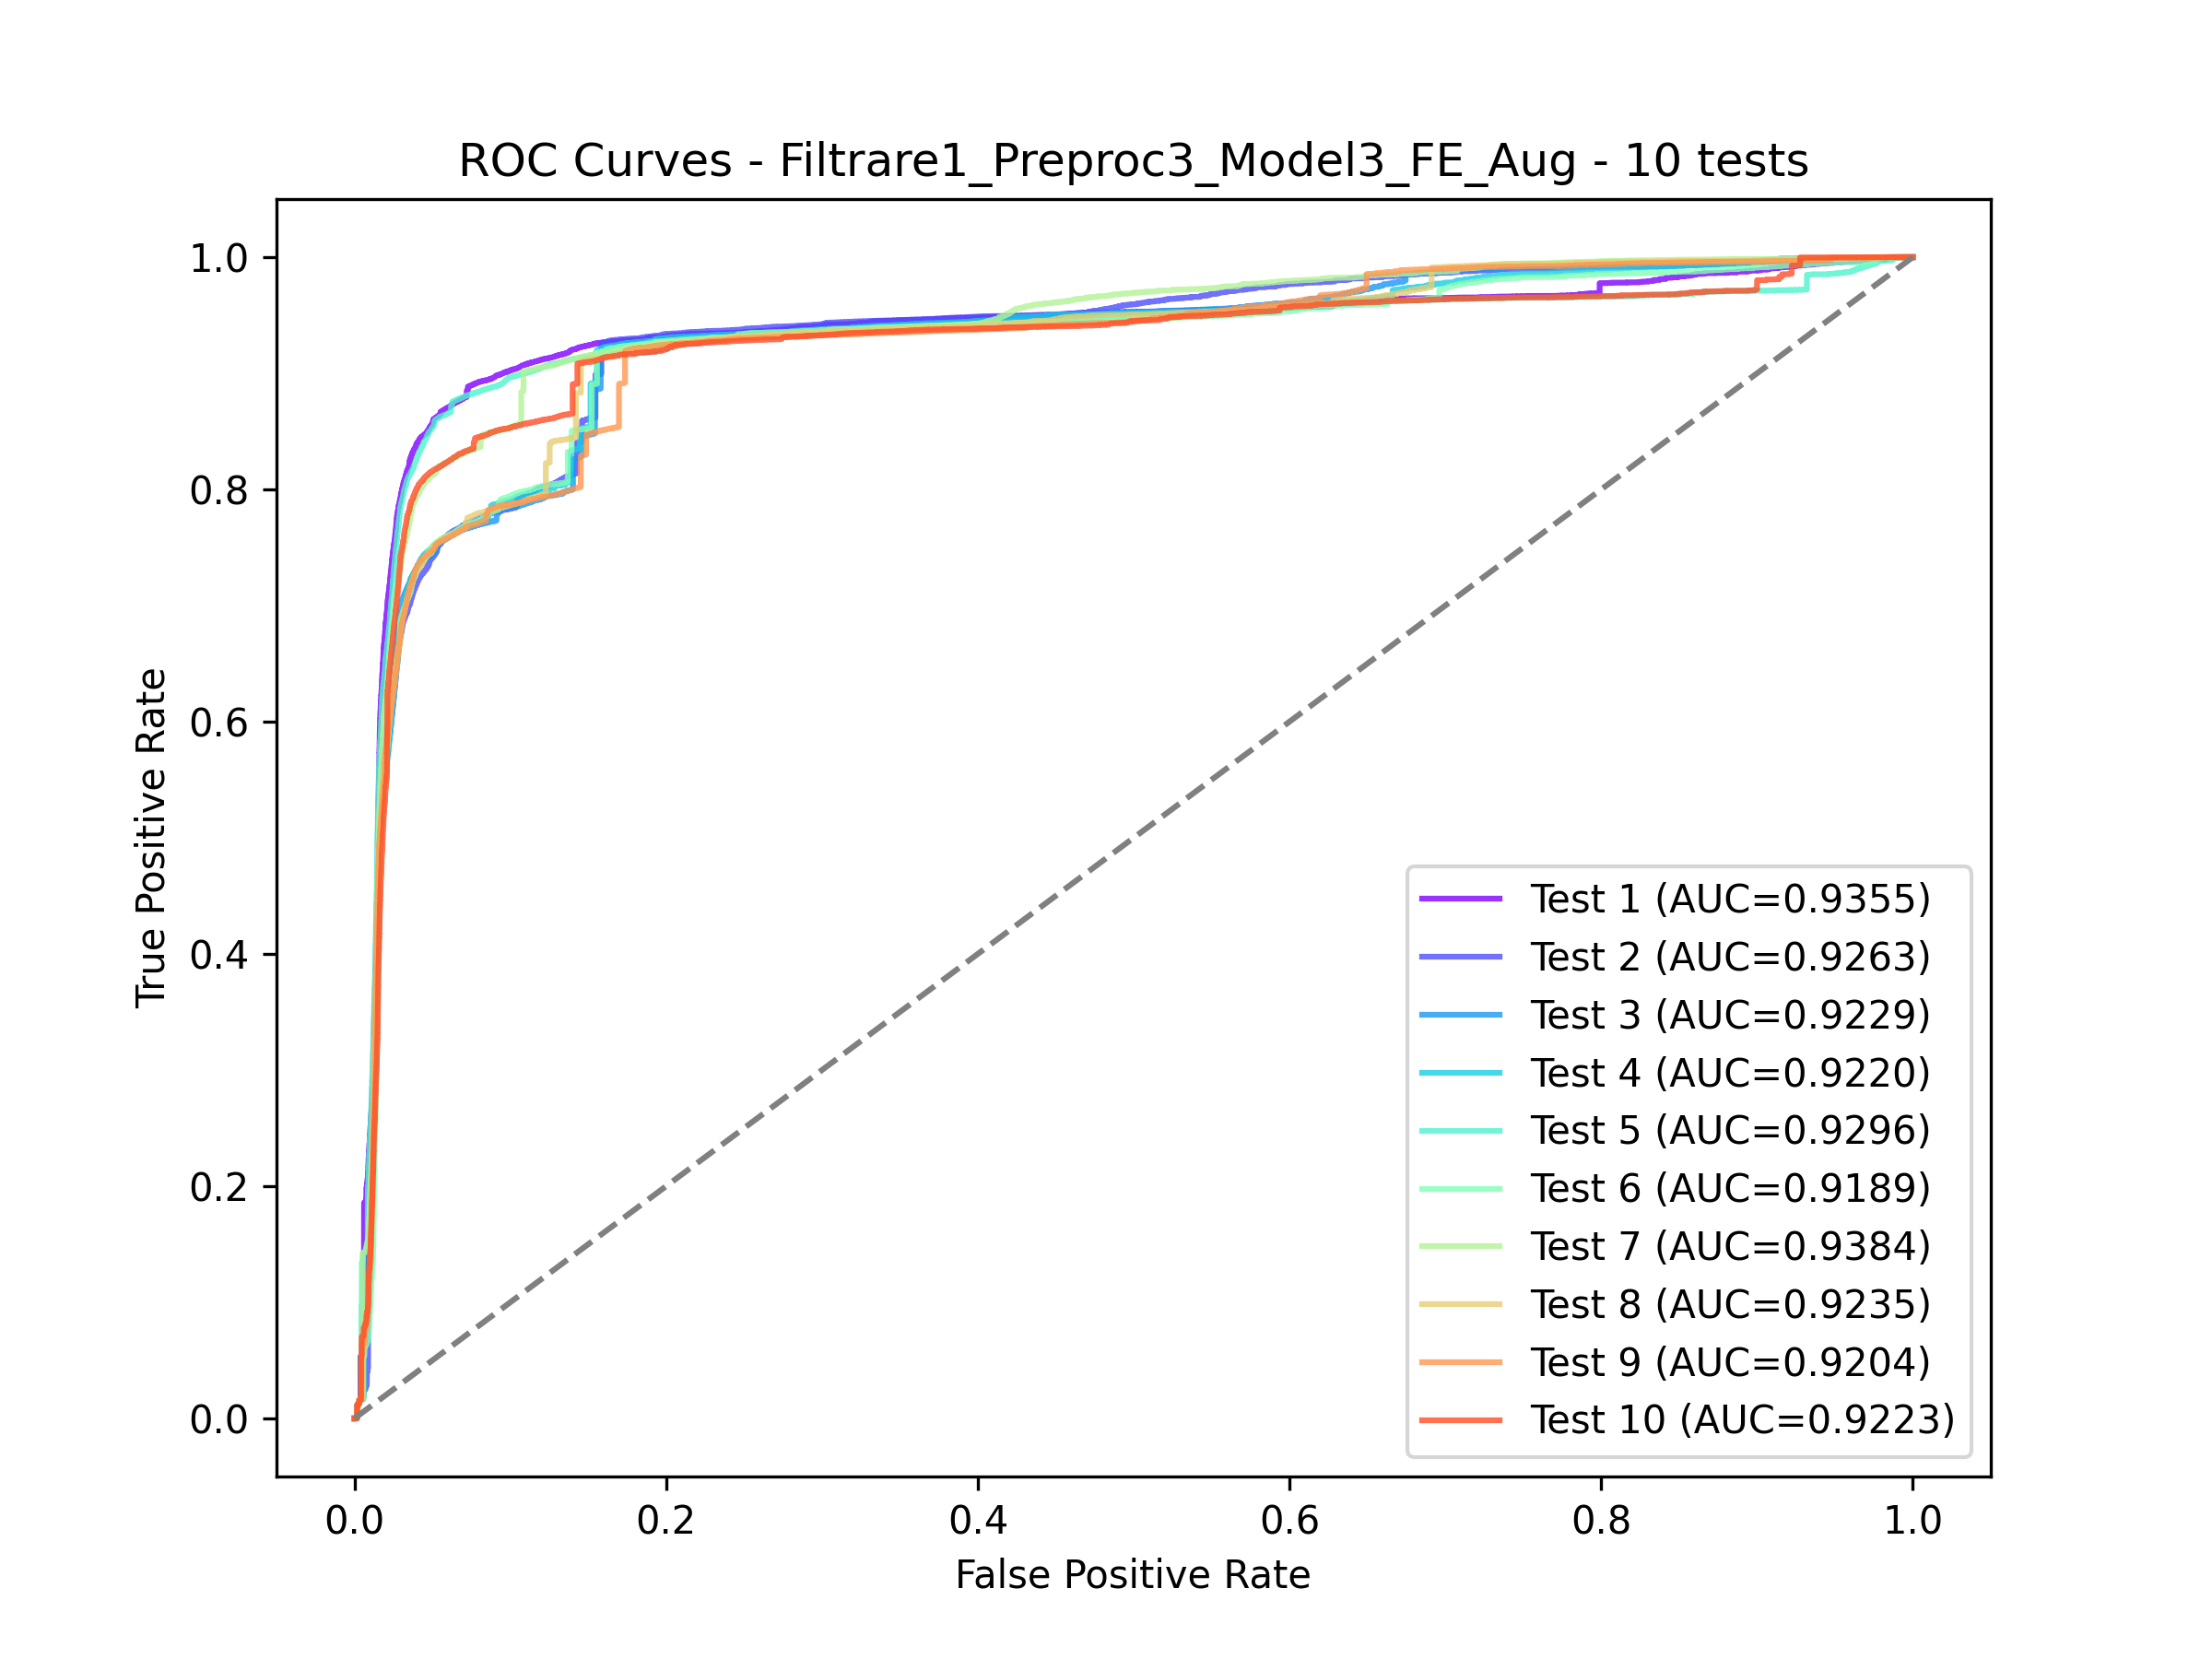 ROC Curves - Filtrare1_Preproc3_Model3_FE_Aug - 10 tests
1.0
0.8
0.6
0.4
0.2
0.0
True Positive Rate
Test 1 (AUC=0.9355)
Test 2 (AUC=0.9263)
Test 3 (AUC=0.9229)
Test 4 (AUC=0.9220)
Test 5 (AUC=0.9296)
Test 6 (AUC=0.9189)
Test 7 (AUC=0.9384)
Test 8 (AUC=0.9235)
Test 9 (AUC=0.9204)
Test 10 (AUC=0.9223)
0.0 0.2 0.4 0.6 0.8 1.0
False Positive Rate